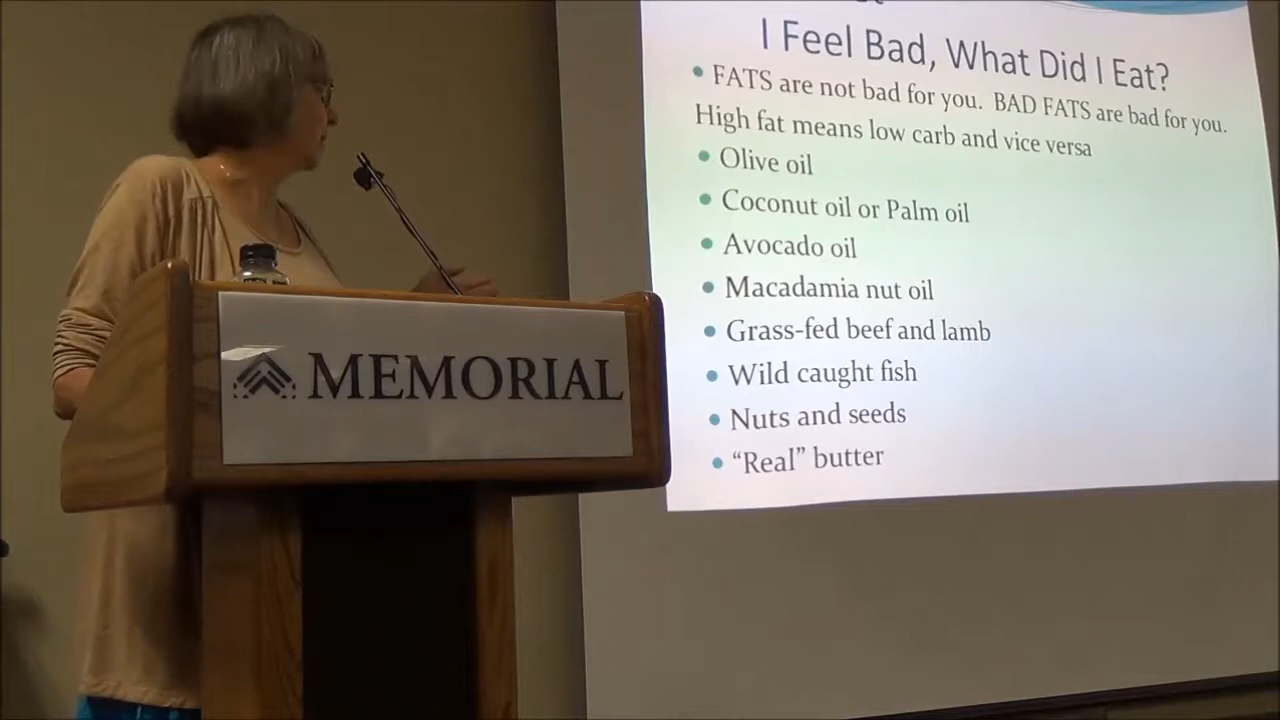 I Feel Bad, What Did I Eat?
• FATS are not bad for you. BAD FATS are bad for you.
High fat means low carb and vice versa
• Olive oil
• Coconut oil or Palm oil
• Avocado oil
• Macadamia nut oil
• Grass-fed beef and lamb
• Wild caught fish
• Nuts and seeds
• “Real” butter
MEMORIAL